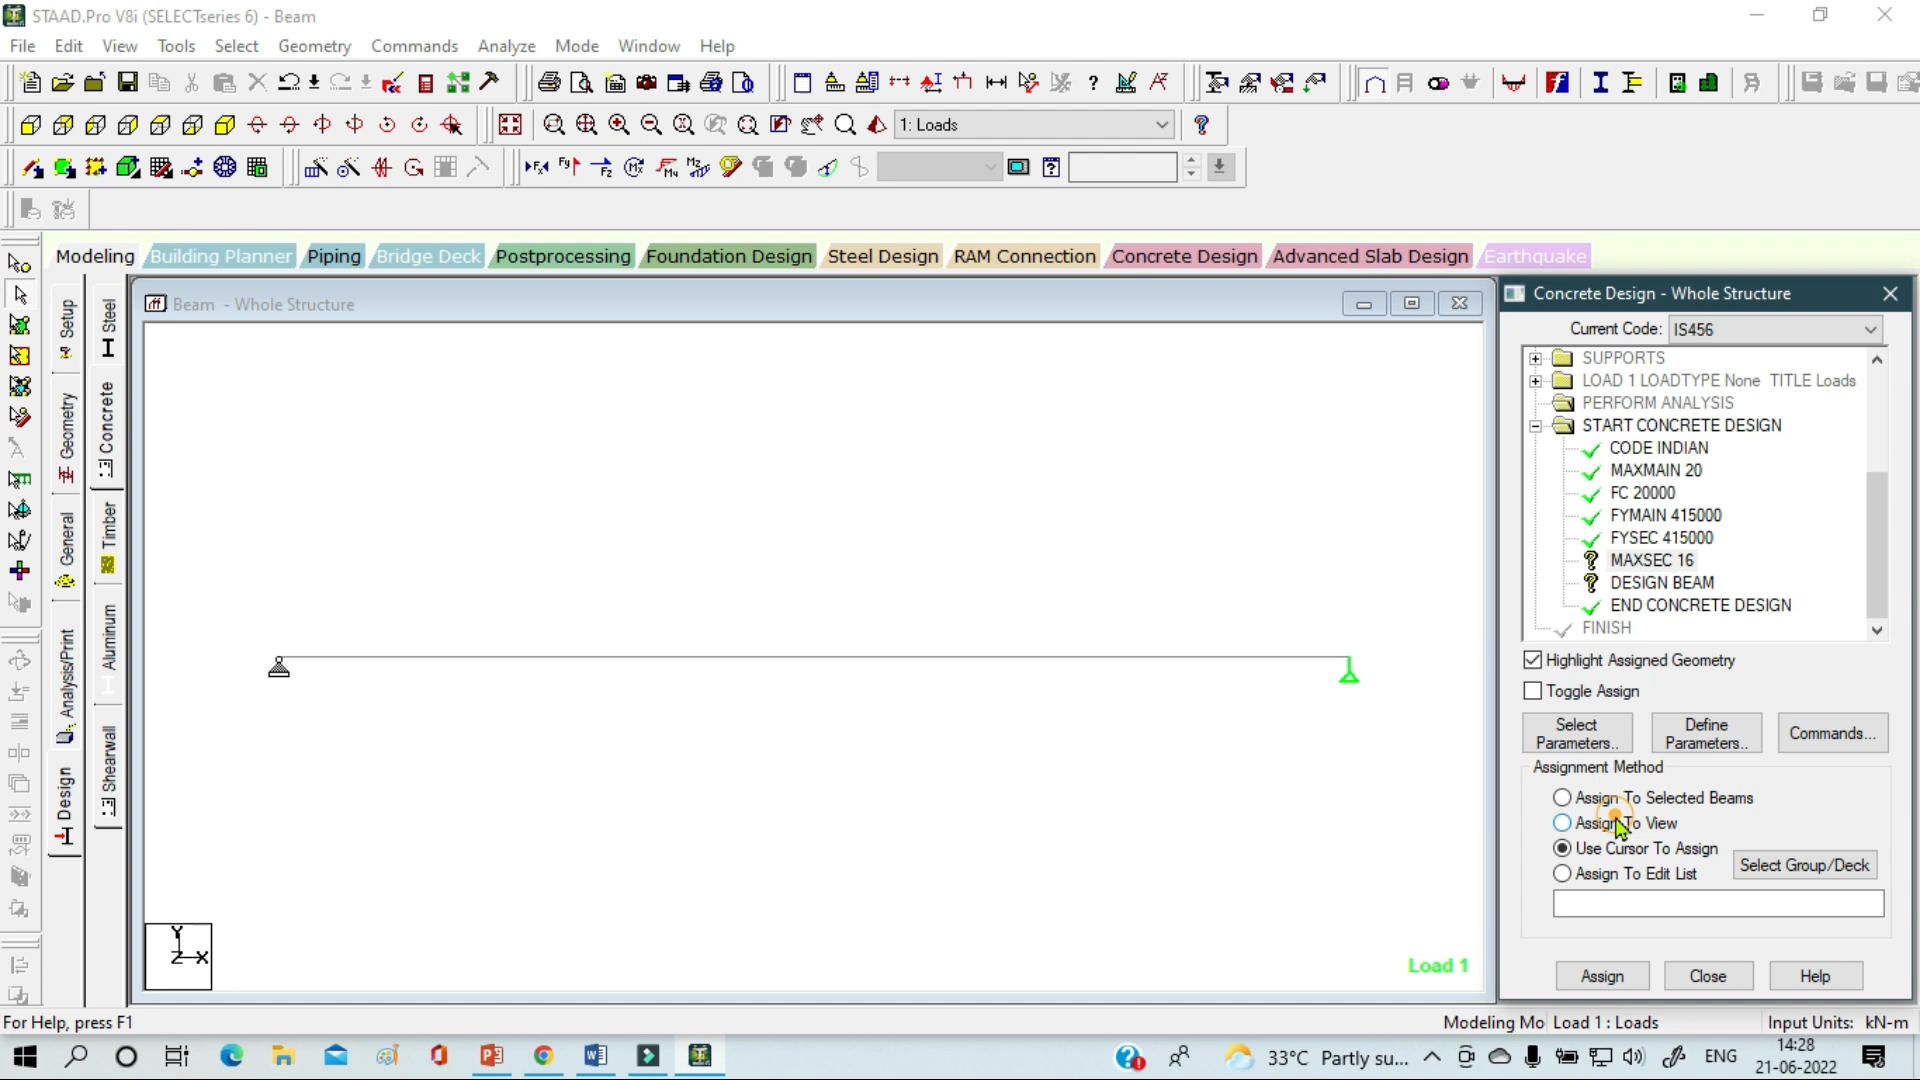 STAAD.Pro V8i (SELECTseries 6) - Beam
File Edit View Tools Select Geometry Commands Analyze Mode Window Help
1: Loads
Modeling Building Planner Piping Bridge Deck Postprocessing Foundation Design Steel Design RAM Connection Concrete Design Advanced Slab Design Earthquake
Setup
Geometry
General
Analysis/Print
Design
Steel
Concrete
Timber
Aluminum
Shearwall
Beam - Whole Structure
Y
Z X
Load 1
Concrete Design - Whole Structure
Current Code: IS456
SUPPORTS
LOAD 1 LOADTYPE None TITLE Loads
PERFORM ANALYSIS
START CONCRETE DESIGN
CODE INDIAN
MAXMAIN 20
FC 20000
FYMAIN 415000
FYSEC 415000
MAXSEC 16
DESIGN BEAM
END CONCRETE DESIGN
FINISH
Highlight Assigned Geometry
Toggle Assign
Select Parameters..
Define Parameters..
Commands...
Assignment Method
Assign To Selected Beams
Assign To View
Use Cursor To Assign
Assign To Edit List
Select Group/Deck
Assign Close Help
For Help, press F1
Modeling Mo Load 1 : Loads Input Units: kN-m
33°C Partly su... ENG
14:28
21-06-2022